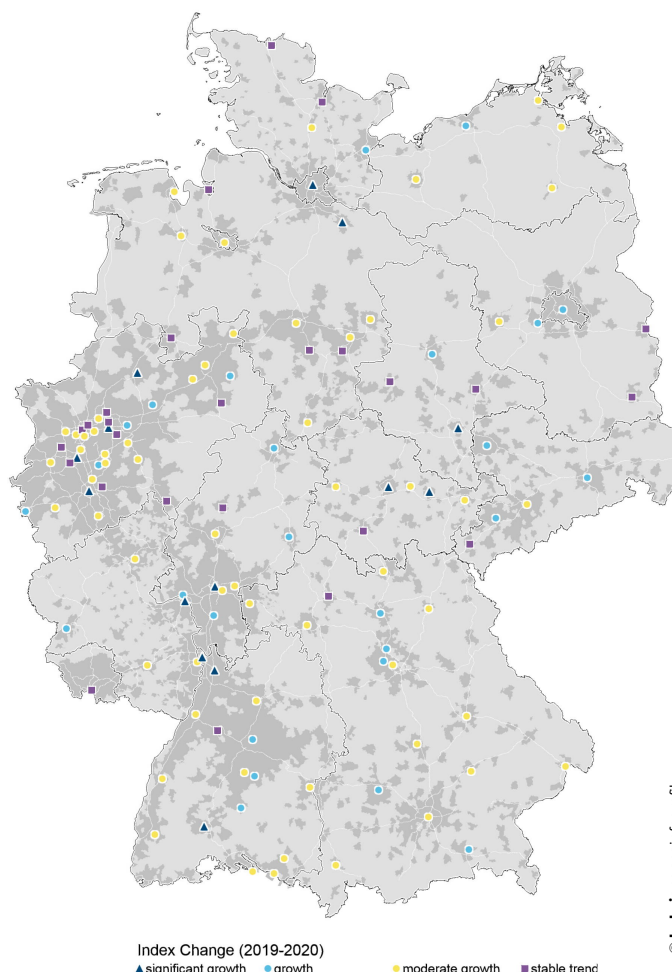 Index Change (2019-2020)
significant growth growth moderate growth stable trend